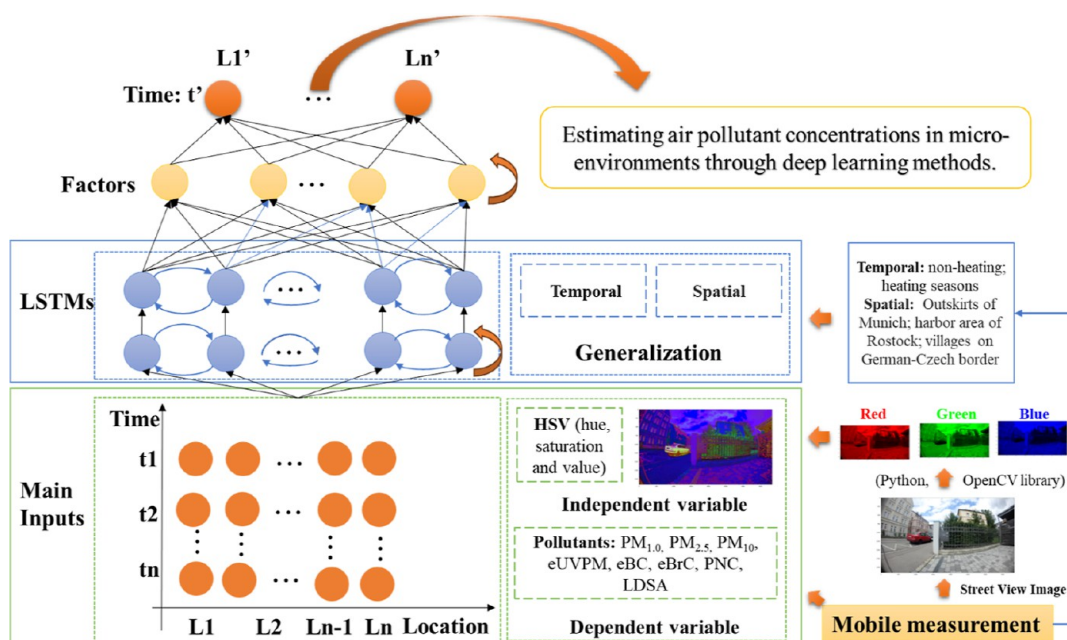 L1’
Ln’
Time: t’
...
Estimating air pollutant concentrations in micro-
environments through deep learning methods.
Factors
...
LSTMs
...
...
Temporal
Spatial
Generalization
Temporal: non-heating;
heating seasons
Spatial: Outskirts of
Munich; harbor area of
Rostock; villages on
German-Czech border
Main
Inputs
Time
t1
...
t2
...
tn
...
L1
L2
Ln-1
Ln
Location
HSV (hue,
saturation
and value)
Independent variable
Pollutants: PM1.0, PM2.5, PM10,
eUVPM, eBC, eBrC, PNC,
LDSA
Dependent variable
Red
Green
Blue
(Python, OpenCV library)
Street View Image
Mobile measurement